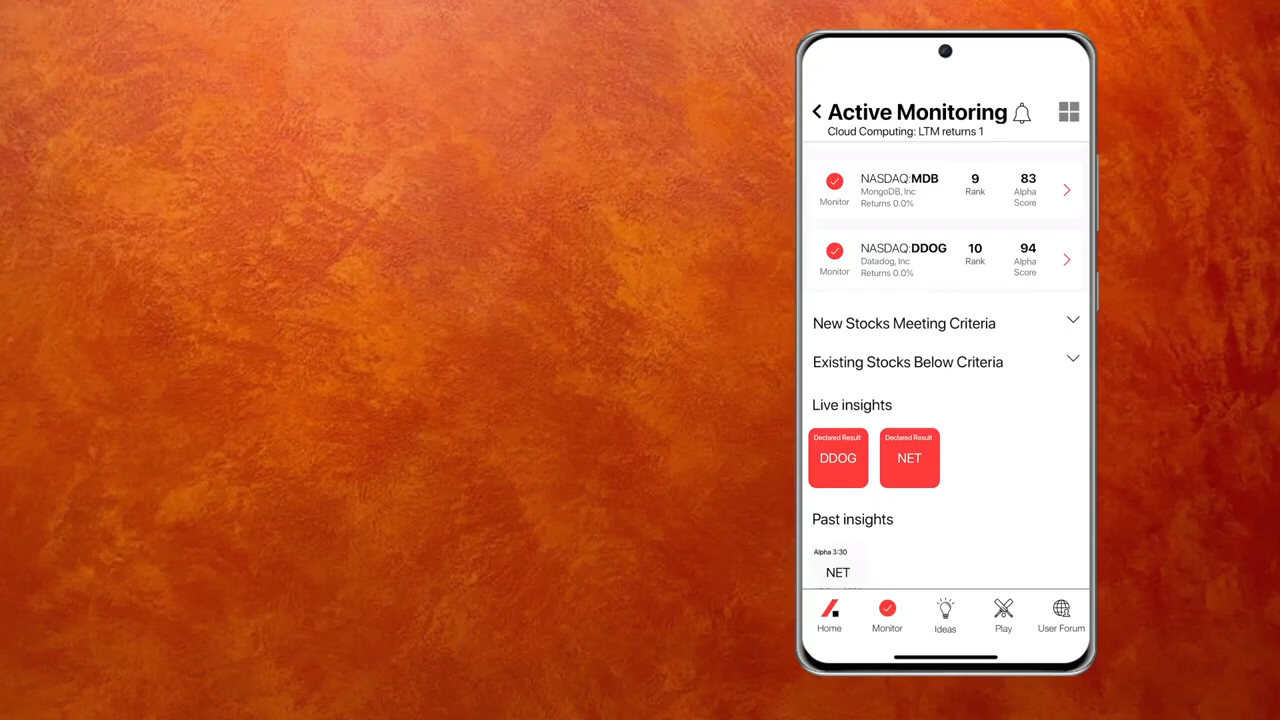 Active Monitoring
Cloud Computing: LTM returns 1
NASDAQ:MDB 9 83
MongoDB, Inc Rank Alpha
Monitor Returns 0.0% Score
NASDAQ:DDOG 10 94
Datadog, Inc Rank Alpha
Monitor Returns 0.0% Score
New Stocks Meeting Criteria
Existing Stocks Below Criteria
Live insights
Declared Result Declared Result
DDOG NET
Past insights
Alpha 3:30
NET
Home Monitor Ideas Play User Forum